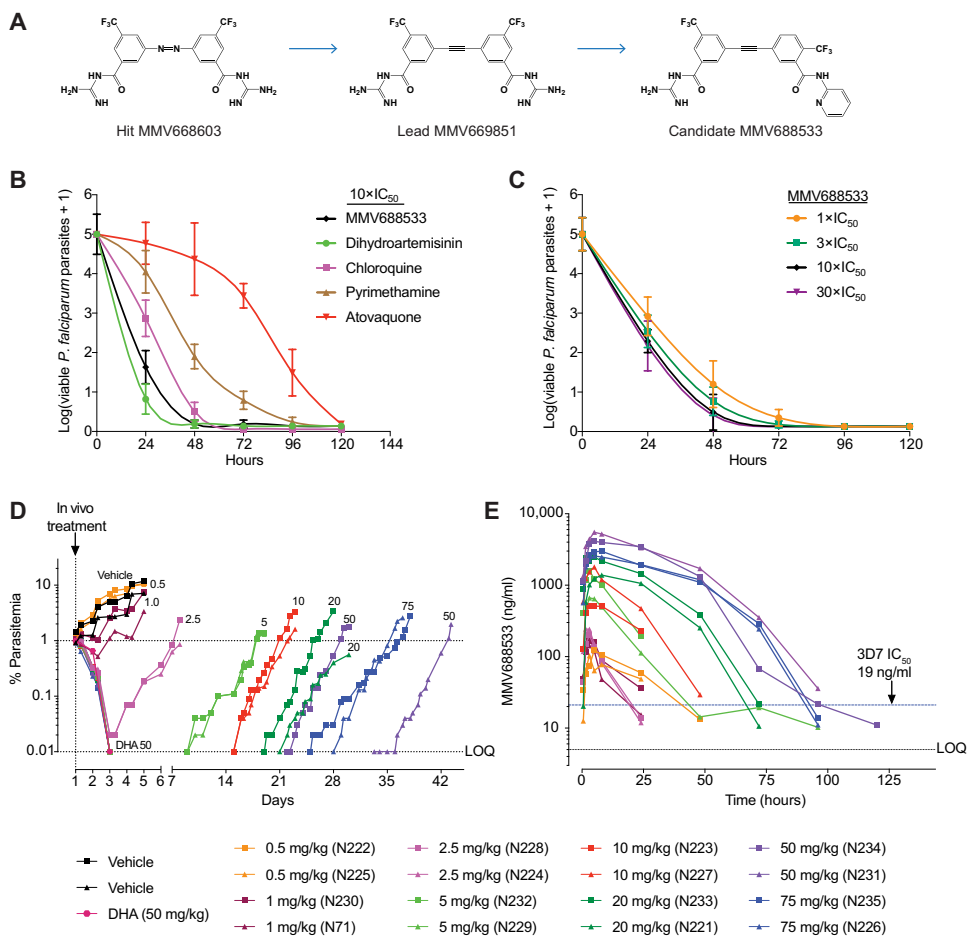 A
F₃C
CF₃
N=N
NH
O
O
HN
H₂N
NH
NH
NH₂
Hit MMV668603
F₃C
CF₃
NH
O
O
HN
H₂N
NH
NH
NH₂
Lead MMV669851
F₃C
CF₃
NH
O
O
NH
H₂N
NH
N
Candidate MMV688533
B
Log(viable P. falciparum parasites + 1)
6
5
4
3
2
1
0
0 24 48 72 96 120 144
Hours
10×IC₅₀
MMV688533
Dihydroartemisinin
Chloroquine
Pyrimethamine
Atovaquone
C
Log(viable P. falciparum parasites + 1)
6
5
4
3
2
1
0
0 24 48 72 96 120
Hours
MMV688533
1×IC₅₀
3×IC₅₀
10×IC₅₀
30×IC₅₀
D
In vivo
treatment
% Parasitemia
10
1
0.1
0.01
Vehicle
0.5
1.0
2.5
DHA 50
5
10
20
20
50
75
50
LOQ
1 2 3 4 5 6 7 14 21 28 35 42
Days
E
MMV688533 (ng/ml)
10,000
1000
100
10
3D7 IC₅₀
19 ng/ml
LOQ
0 25 50 75 100 125
Time (hours)
Vehicle
Vehicle
DHA (50 mg/kg)
0.5 mg/kg (N222)
0.5 mg/kg (N225)
1 mg/kg (N230)
1 mg/kg (N71)
2.5 mg/kg (N228)
2.5 mg/kg (N224)
5 mg/kg (N232)
5 mg/kg (N229)
10 mg/kg (N223)
10 mg/kg (N227)
20 mg/kg (N233)
20 mg/kg (N221)
50 mg/kg (N234)
50 mg/kg (N231)
75 mg/kg (N235)
75 mg/kg (N226)